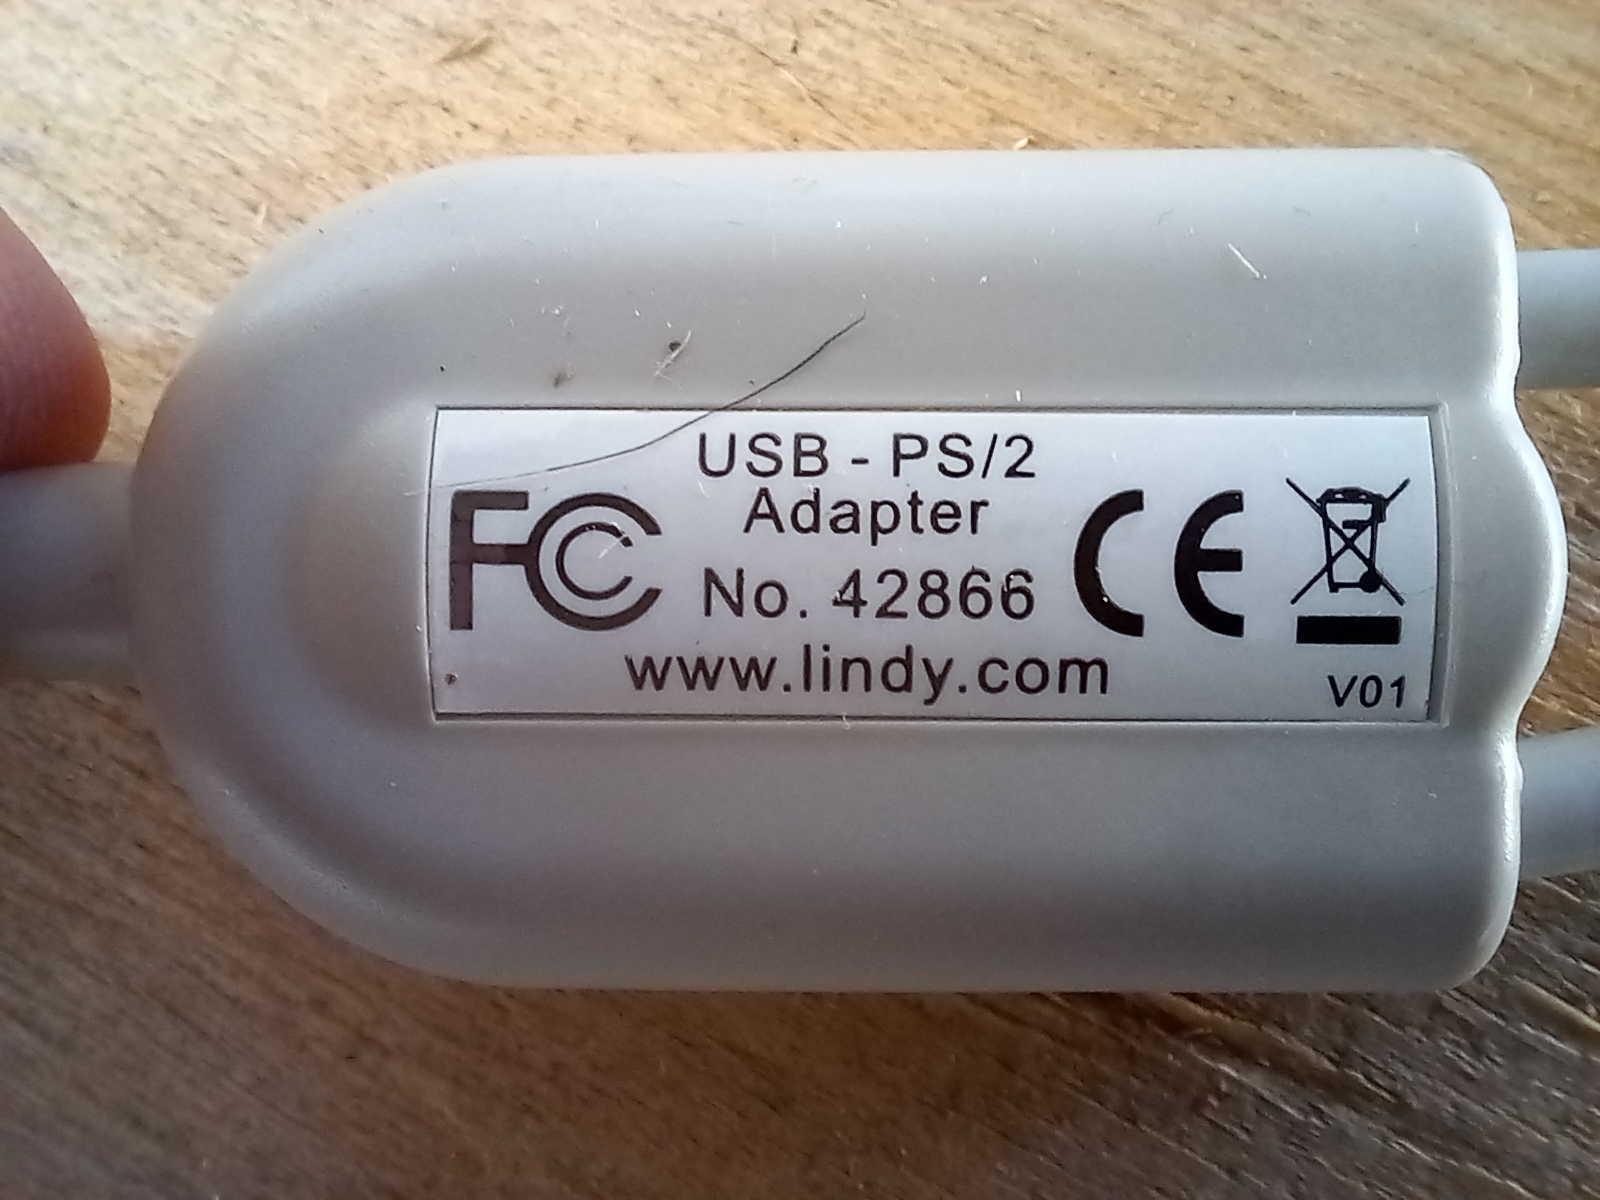 USB - PS/2
Adapter
FC CE
No. 42866
www.lindy.com
V01